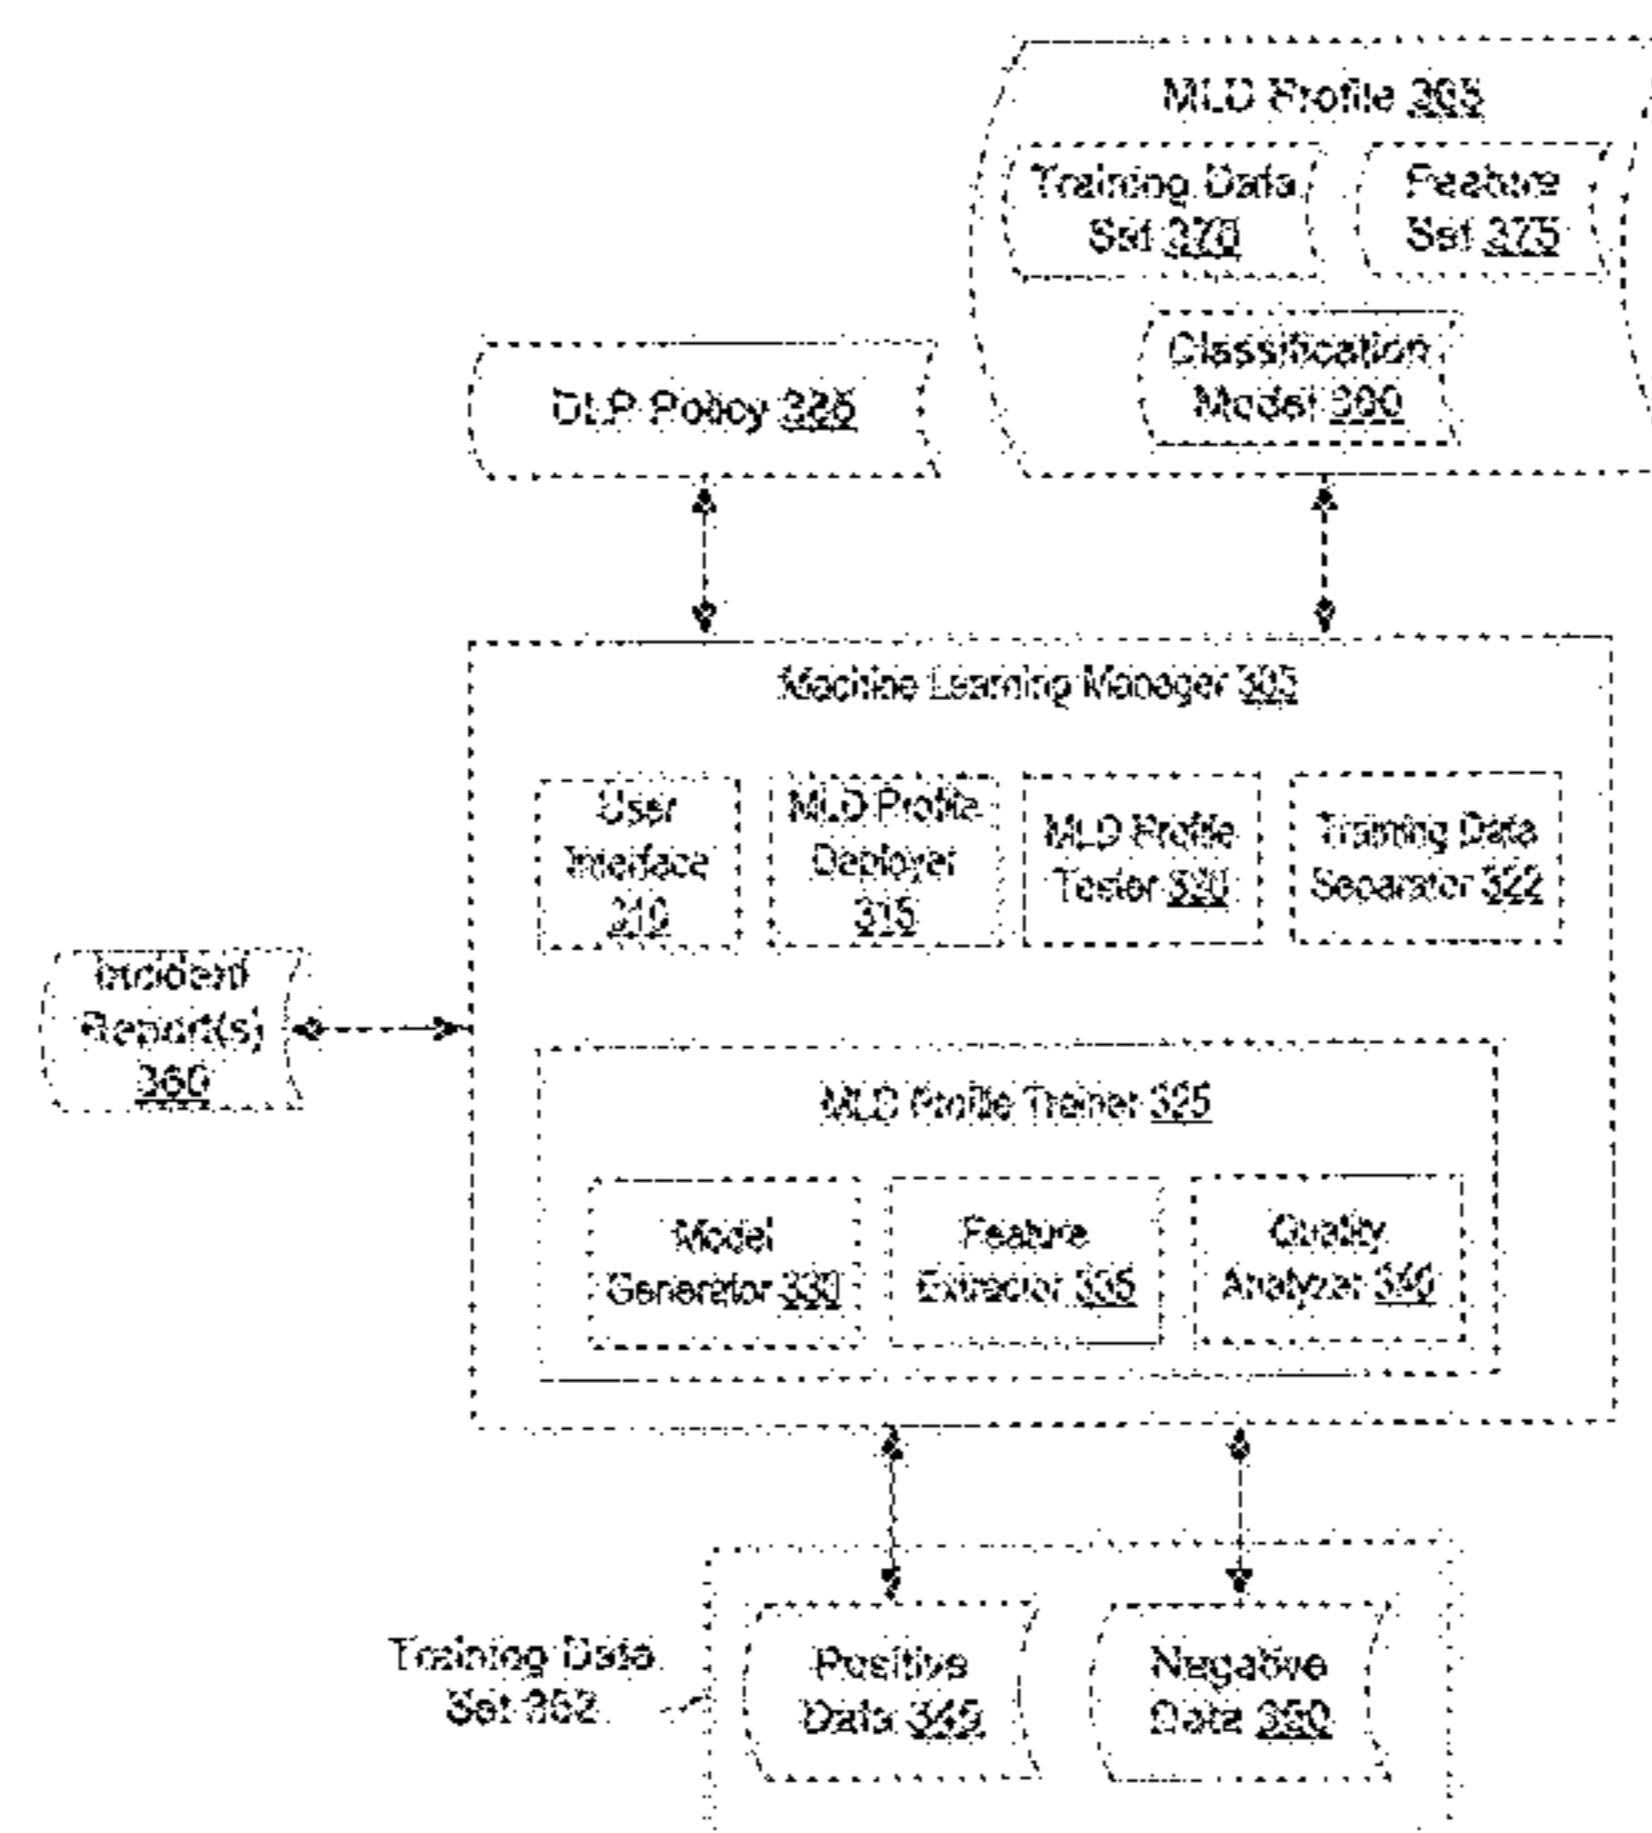 MLD Profile 365
Training Data
Set 370
Feature
Set 375
Classification
Model 380
DLP Policy
Machine Learning Manager 305
User
Interface
310
MLD Profile
Deployer
315
MLD Profile
Tester 320
Training Data
Separator 322
Incident
Report(s)
360
MLD Profile Trainer 325
Model
Generator 330
Feature
Extractor 335
Quality
Analyzer 340
Training Data
Set 352
Positive
Data 345
Negative
Data 350